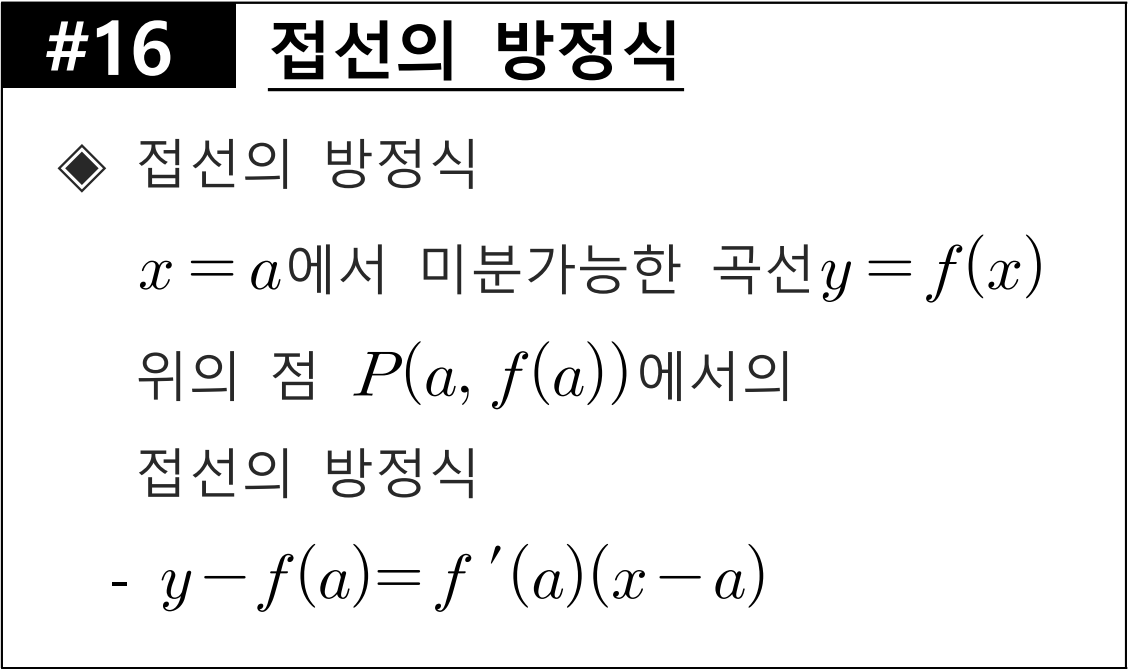 #16 접선의 방정식
◈ 접선의 방정식
x = a에서 미분가능한 곡선 y = f(x)
위의 점 P(a, f(a))에서의
접선의 방정식
- y - f(a) = f ′(a)(x - a)